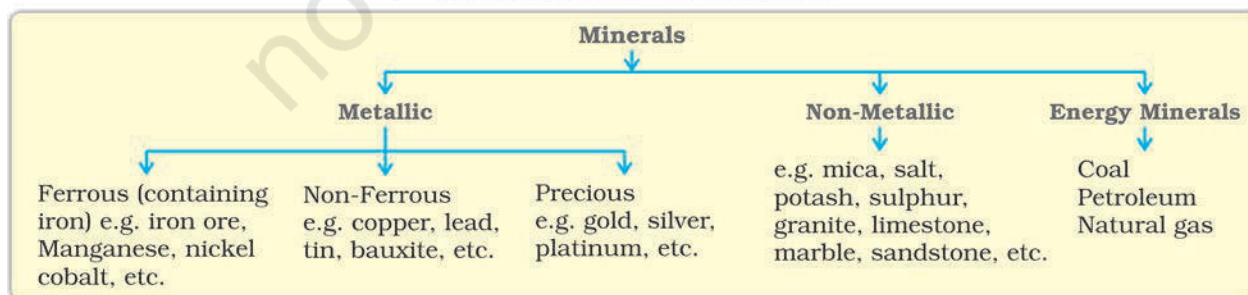 Minerals
Metallic
Non-Metallic
Energy Minerals
Ferrous (containing
iron) e.g. iron ore,
Manganese, nickel
cobalt, etc.
Non-Ferrous
e.g. copper, lead,
tin, bauxite, etc.
Precious
e.g. gold, silver,
platinum, etc.
e.g. mica, salt,
potash, sulphur,
granite, limestone,
marble, sandstone, etc.
Coal
Petroleum
Natural gas
no